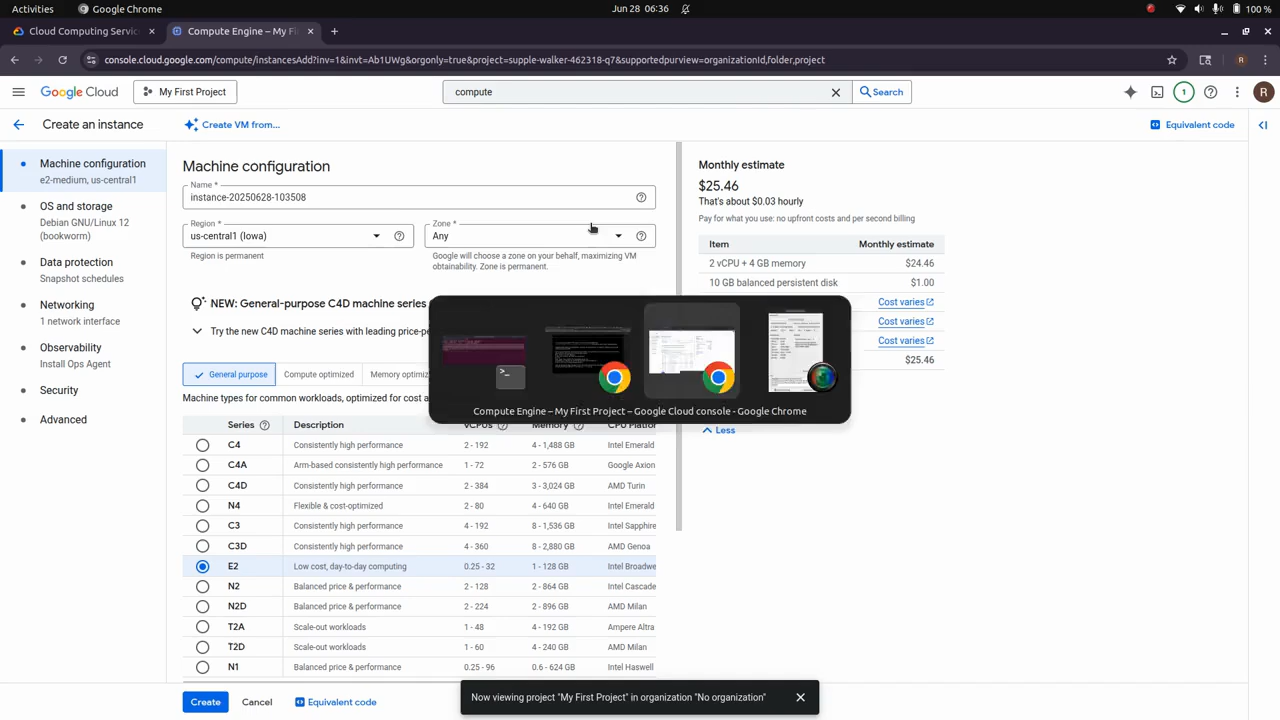 Activities
Google Chrome
Jun 28 06:36
100 %
Cloud Computing Servic
Compute Engine – My Fi
console.cloud.google.com/compute/instancesAdd?inv=1&invt=Ab1UWg&orgonly=true&project=supple-walker-462318-q7&supportedpurview=organizationId,folder,project
R
Google Cloud
My First Project
compute
Search
1
R
Create an instance
Create VM from...
Equivalent code
Machine configuration
e2-medium, us-central1
OS and storage
Debian GNU/Linux 12
(bookworm)
Data protection
Snapshot schedules
Networking
1 network interface
Observability
Install Ops Agent
Security
Advanced
Machine configuration
Name *
instance-20250628-103508
Region *
us-central1 (Iowa)
Region is permanent
Zone *
Any
Google will choose a zone on your behalf, maximizing VM
obtainability. Zone is permanent.
NEW: General-purpose C4D machine series
Try the new C4D machine series with leading price-pe
General purpose
Compute optimized
Memory optimiz
Machine types for common workloads, optimized for cost a
Series Description vCPUs Memory CPU Platfor
C4 Consistently high performance 2 - 192 4 - 1,488 GB Intel Emerald
C4A Arm-based consistently high performance 1 - 72 2 - 576 GB Google Axion
C4D Consistently high performance 2 - 384 3 - 3,024 GB AMD Turin
N4 Flexible & cost-optimized 2 - 80 4 - 640 GB Intel Emerald
C3 Consistently high performance 4 - 192 8 - 1,536 GB Intel Sapphire
C3D Consistently high performance 4 - 360 8 - 2,880 GB AMD Genoa
E2 Low cost, day-to-day computing 0.25 - 32 1 - 128 GB Intel Broadwe
N2 Balanced price & performance 2 - 128 2 - 864 GB Intel Cascade
N2D Balanced price & performance 2 - 224 2 - 896 GB AMD Milan
T2A Scale-out workloads 1 - 48 4 - 192 GB Ampere Altra
T2D Scale-out workloads 1 - 60 4 - 240 GB AMD Milan
N1 Balanced price & performance 0.25 - 96 0.6 - 624 GB Intel Haswell
Monthly estimate
$25.46
That's about $0.03 hourly
Pay for what you use: no upfront costs and per second billing
Item Monthly estimate
2 vCPU + 4 GB memory $24.46
10 GB balanced persistent disk $1.00
Cost varies
Cost varies
Cost varies
$25.46
Less
Compute Engine – My First Project – Google Cloud console - Google Chrome
Create
Cancel
Equivalent code
Now viewing project "My First Project" in organization "No organization"